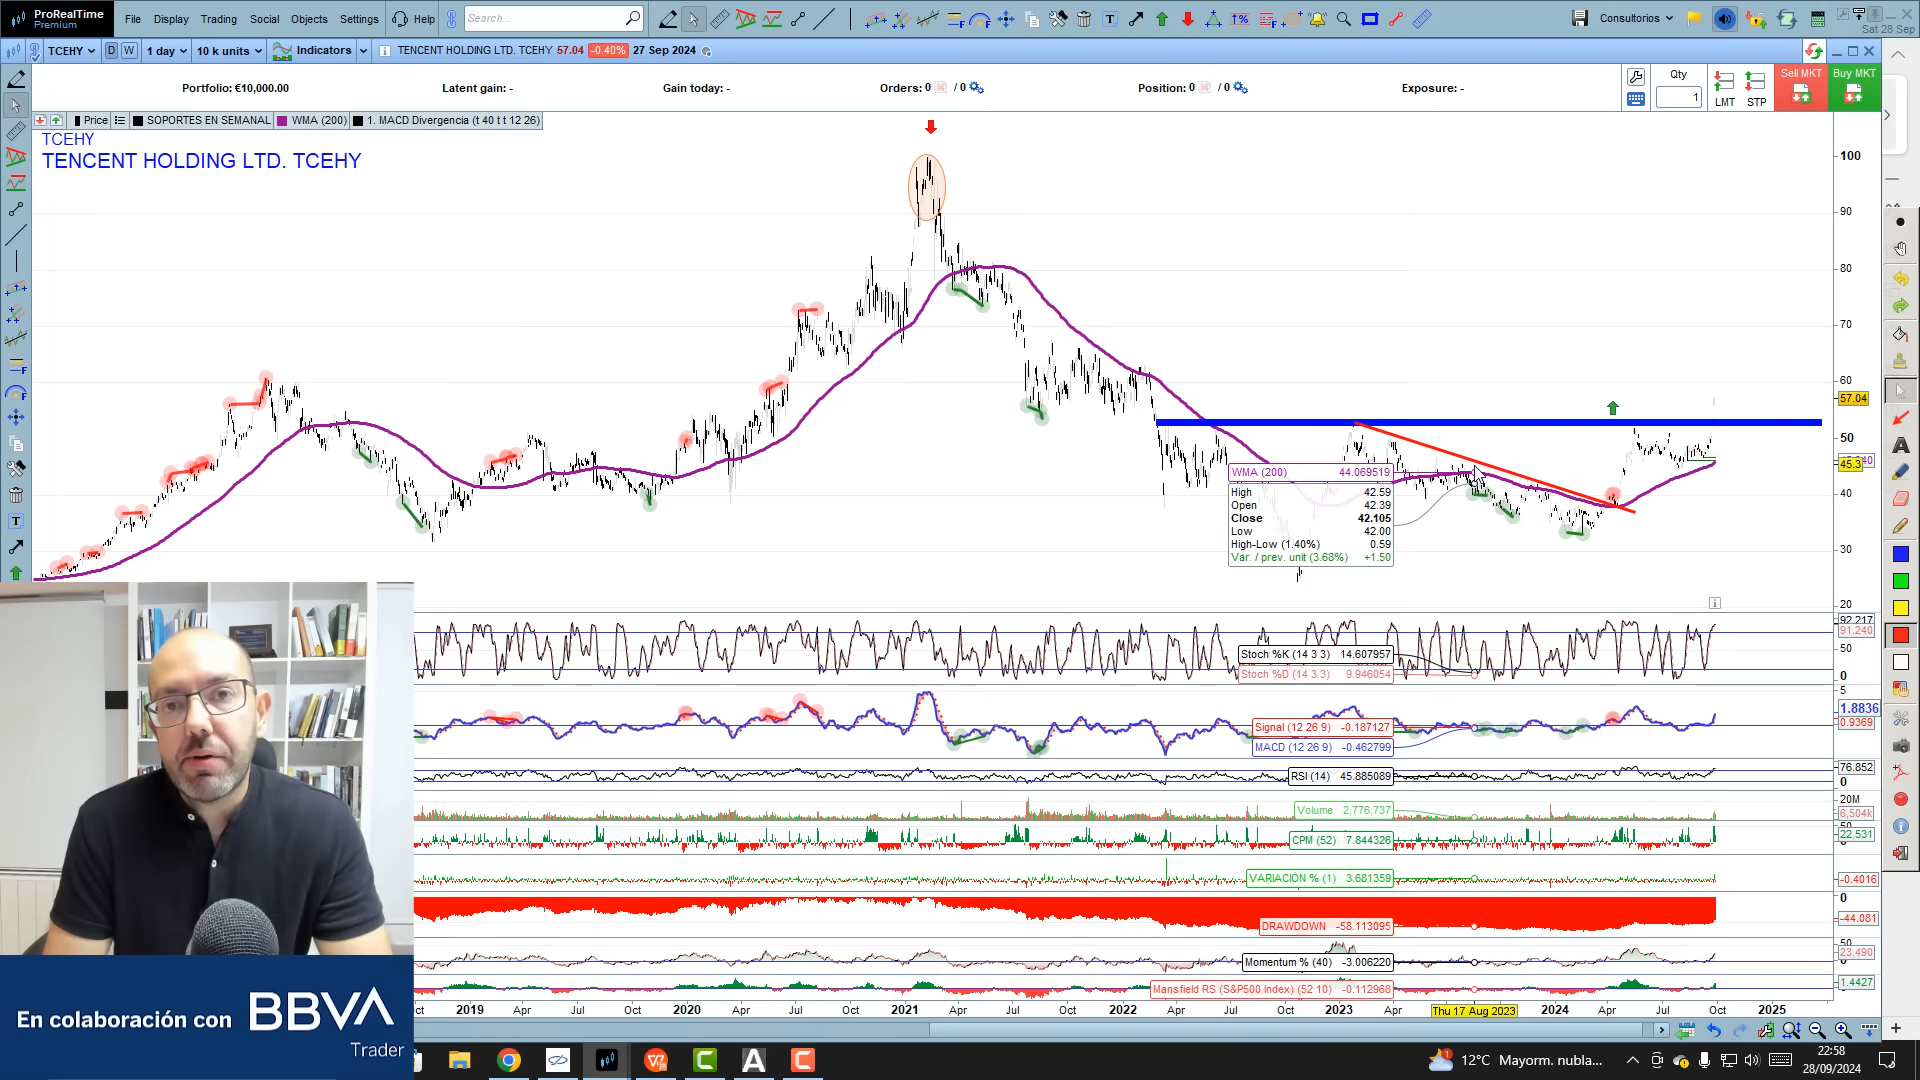 ProRealTime
Premium
File Display Trading Social Objects Settings Help Search... Consultorios
Sat 28 Sep
TCEHY D W 1 day 10 k units Indicators TENCENT HOLDING LTD. TCEHY 57.04 -0.40% 27 Sep 2024
Portfolio: €10,000.00 Latent gain: - Gain today: - Orders: 0 / 0 Position: 0 / 0 Exposure: -
Qty
1
LMT STP
Sell MKT Buy MKT
Price SOPORTES EN SEMANAL WMA (200) 1. MACD Divergencia (t 40 t t 12 26)
TCEHY
TENCENT HOLDING LTD. TCEHY
100
90
80
70
60
57.04
50
45.3
40
30
20
WMA (200) 44.069519
High 42.59
Open 42.39
Close 42.105
Low 42.00
High-Low (1.40%) 0.59
Var. / prev. unit (3.68%) +1.50
92.217
91.240
50
0
Stoch %K (14 3 3) 14.607957
Stoch %D (14 3 3) 9.946054
5
1.8836
0.9369
Signal (12 26 9) -0.187127
MACD (12 26 9) -0.462799
RSI (14) 45.885089
76.852
0
Volume 2,776,737
20M
6,504k
CPM (52) 7.844326
50
22.531
VARIACIÓN % (1) 3.681359
-0.4016
0
DRAWDOWN -58.113095
-44.081
50
Momentum % (40) -3.006220
23.490
Mansfield RS (S&P500 Index) (52 10) -0.112968
1.4427
2019 Apr Jul Oct 2020 Apr Jul Oct 2021 Apr Jul Oct 2022 Apr Jul Oct 2023 Apr Thu 17 Aug 2023 2024 Apr Jul Oct 2025
En colaboración con BBVA
Trader
12°C Mayorm. nubla...
22:58
28/09/2024